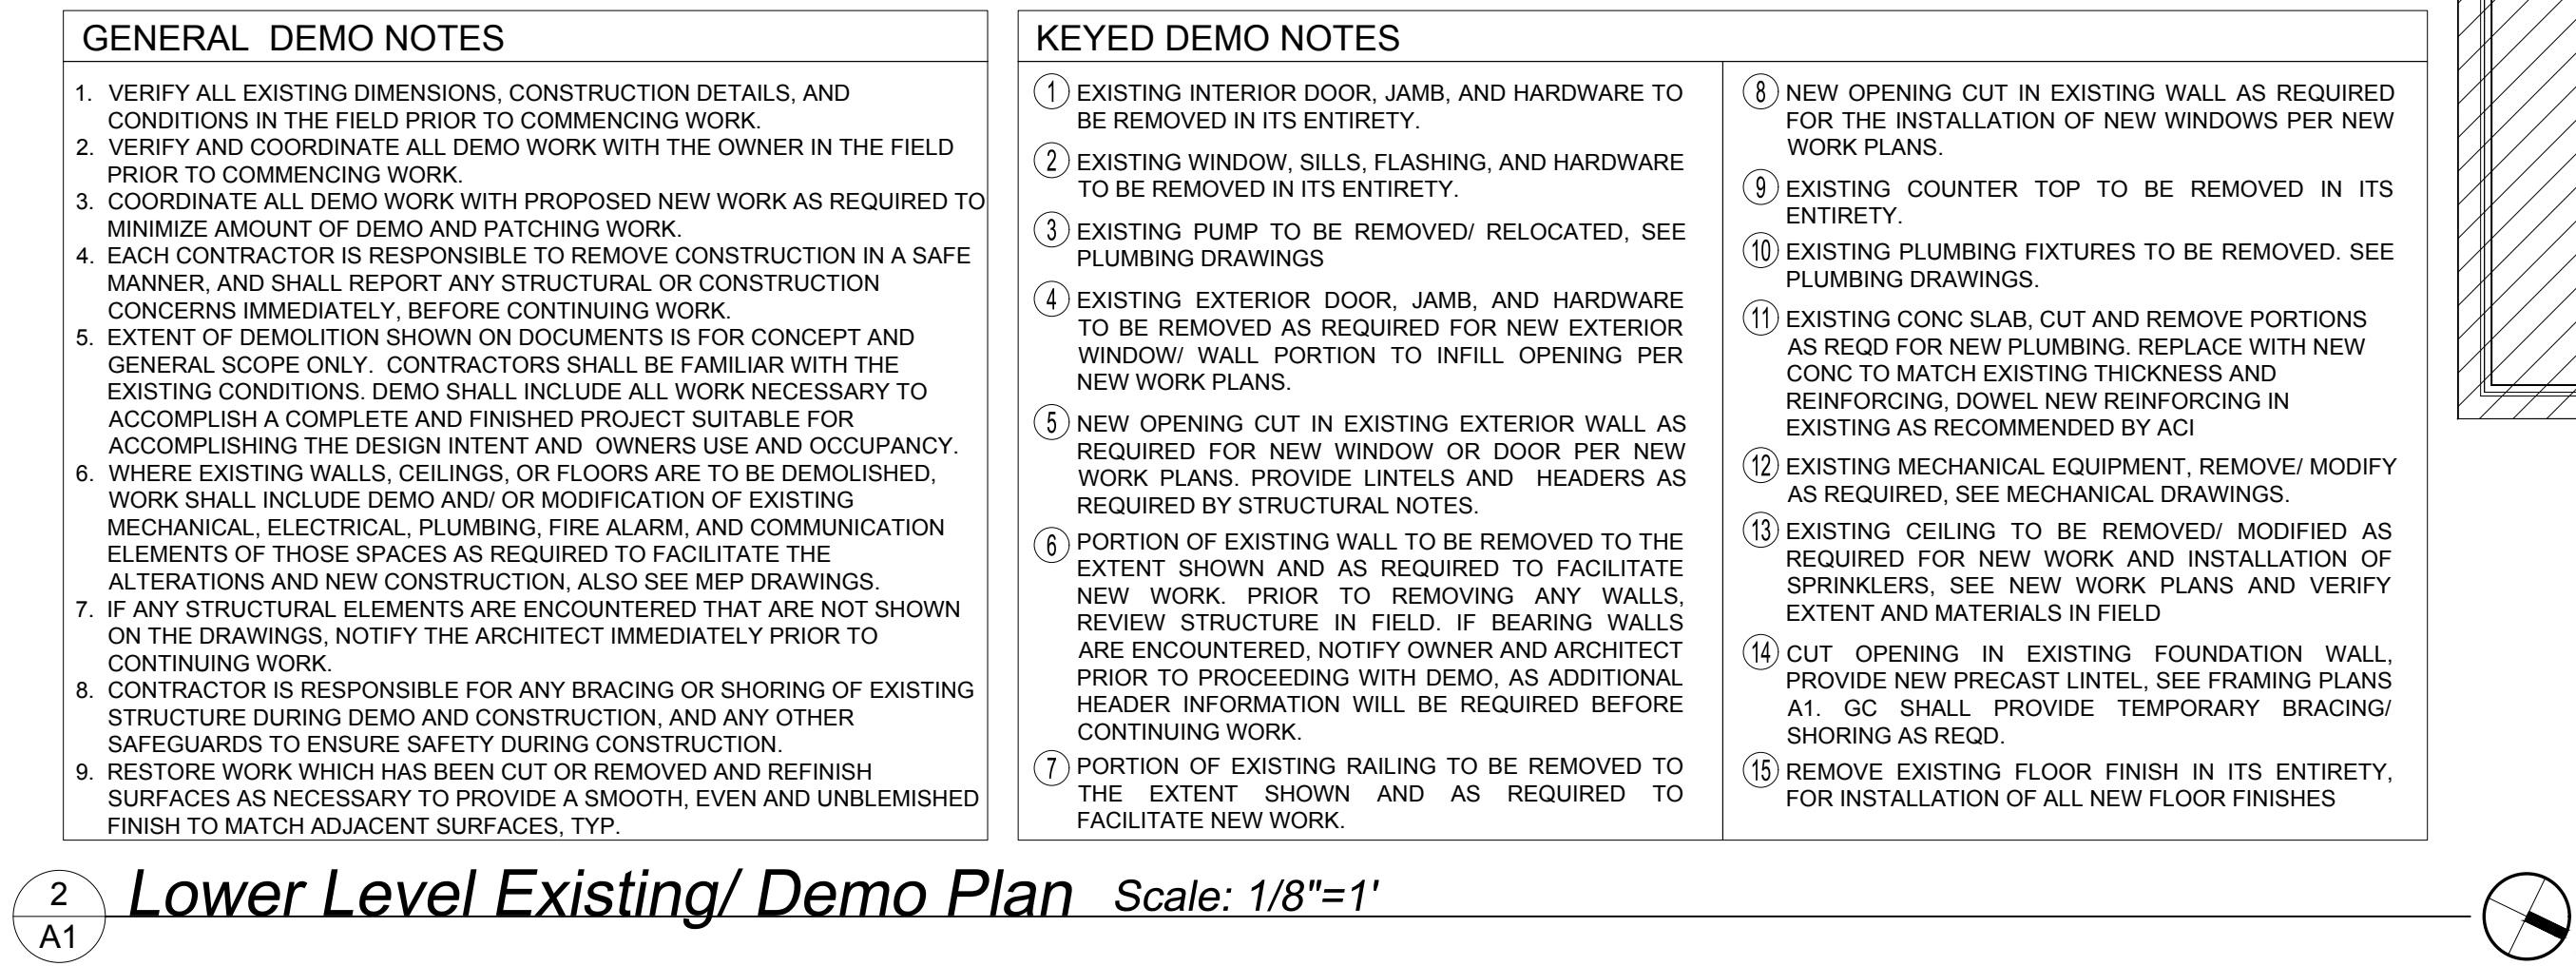 GENERAL DEMO NOTES
1. VERIFY ALL EXISTING DIMENSIONS, CONSTRUCTION DETAILS, AND
CONDITIONS IN THE FIELD PRIOR TO COMMENCING WORK.
2. VERIFY AND COORDINATE ALL DEMO WORK WITH THE OWNER IN THE FIELD
PRIOR TO COMMENCING WORK.
3. COORDINATE ALL DEMO WORK WITH PROPOSED NEW WORK AS REQUIRED TO
MINIMIZE AMOUNT OF DEMO AND PATCHING WORK.
4. EACH CONTRACTOR IS RESPONSIBLE TO REMOVE CONSTRUCTION IN A SAFE
MANNER, AND SHALL REPORT ANY STRUCTURAL OR CONSTRUCTION
CONCERNS IMMEDIATELY, BEFORE CONTINUING WORK.
5. EXTENT OF DEMOLITION SHOWN ON DOCUMENTS IS FOR CONCEPT AND
GENERAL SCOPE ONLY. CONTRACTORS SHALL BE FAMILIAR WITH THE
EXISTING CONDITIONS. DEMO SHALL INCLUDE ALL WORK NECESSARY TO
ACCOMPLISH A COMPLETE AND FINISHED PROJECT SUITABLE FOR
ACCOMPLISHING THE DESIGN INTENT AND OWNERS USE AND OCCUPANCY.
6. WHERE EXISTING WALLS, CEILINGS, OR FLOORS ARE TO BE DEMOLISHED,
WORK SHALL INCLUDE DEMO AND/ OR MODIFICATION OF EXISTING
MECHANICAL, ELECTRICAL, PLUMBING, FIRE ALARM, AND COMMUNICATION
ELEMENTS OF THOSE SPACES AS REQUIRED TO FACILITATE THE
ALTERATIONS AND NEW CONSTRUCTION, ALSO SEE MEP DRAWINGS.
7. IF ANY STRUCTURAL ELEMENTS ARE ENCOUNTERED THAT ARE NOT SHOWN
ON THE DRAWINGS, NOTIFY THE ARCHITECT IMMEDIATELY PRIOR TO
CONTINUING WORK.
8. CONTRACTOR IS RESPONSIBLE FOR ANY BRACING OR SHORING OF EXISTING
STRUCTURE DURING DEMO AND CONSTRUCTION, AND ANY OTHER
SAFEGUARDS TO ENSURE SAFETY DURING CONSTRUCTION.
9. RESTORE WORK WHICH HAS BEEN CUT OR REMOVED AND REFINISH
SURFACES AS NECESSARY TO PROVIDE A SMOOTH, EVEN AND UNBLEMISHED
FINISH TO MATCH ADJACENT SURFACES, TYP.
KEYED DEMO NOTES
1 EXISTING INTERIOR DOOR, JAMB, AND HARDWARE TO
BE REMOVED IN ITS ENTIRETY.
2 EXISTING WINDOW, SILLS, FLASHING, AND HARDWARE
TO BE REMOVED IN ITS ENTIRETY.
3 EXISTING PUMP TO BE REMOVED/ RELOCATED, SEE
PLUMBING DRAWINGS
4 EXISTING EXTERIOR DOOR, JAMB, AND HARDWARE
TO BE REMOVED AS REQUIRED FOR NEW EXTERIOR
WINDOW/ WALL PORTION TO INFILL OPENING PER
NEW WORK PLANS.
5 NEW OPENING CUT IN EXISTING EXTERIOR WALL AS
REQUIRED FOR NEW WINDOW OR DOOR PER NEW
WORK PLANS. PROVIDE LINTELS AND HEADERS AS
REQUIRED BY STRUCTURAL NOTES.
6 PORTION OF EXISTING WALL TO BE REMOVED TO THE
EXTENT SHOWN AND AS REQUIRED TO FACILITATE
NEW WORK. PRIOR TO REMOVING ANY WALLS,
REVIEW STRUCTURE IN FIELD. IF BEARING WALLS
ARE ENCOUNTERED, NOTIFY OWNER AND ARCHITECT
PRIOR TO PROCEEDING WITH DEMO, AS ADDITIONAL
HEADER INFORMATION WILL BE REQUIRED BEFORE
CONTINUING WORK.
7 PORTION OF EXISTING RAILING TO BE REMOVED TO
THE EXTENT SHOWN AND AS REQUIRED TO
FACILITATE NEW WORK.
8 NEW OPENING CUT IN EXISTING WALL AS REQUIRED
FOR THE INSTALLATION OF NEW WINDOWS PER NEW
WORK PLANS.
9 EXISTING COUNTER TOP TO BE REMOVED IN ITS
ENTIRETY.
10 EXISTING PLUMBING FIXTURES TO BE REMOVED. SEE
PLUMBING DRAWINGS.
11 EXISTING CONC SLAB, CUT AND REMOVE PORTIONS
AS REQD FOR NEW PLUMBING. REPLACE WITH NEW
CONC TO MATCH EXISTING THICKNESS AND
REINFORCING, DOWEL NEW REINFORCING IN
EXISTING AS RECOMMENDED BY ACI
12 EXISTING MECHANICAL EQUIPMENT, REMOVE/ MODIFY
AS REQUIRED, SEE MECHANICAL DRAWINGS.
13 EXISTING CEILING TO BE REMOVED/ MODIFIED AS
REQUIRED FOR NEW WORK AND INSTALLATION OF
SPRINKLERS, SEE NEW WORK PLANS AND VERIFY
EXTENT AND MATERIALS IN FIELD
14 CUT OPENING IN EXISTING FOUNDATION WALL,
PROVIDE NEW PRECAST LINTEL, SEE FRAMING PLANS
A1. GC SHALL PROVIDE TEMPORARY BRACING/
SHORING AS REQD.
15 REMOVE EXISTING FLOOR FINISH IN ITS ENTIRETY,
FOR INSTALLATION OF ALL NEW FLOOR FINISHES
2
A1
Lower Level Existing/ Demo Plan Scale: 1/8"=1'